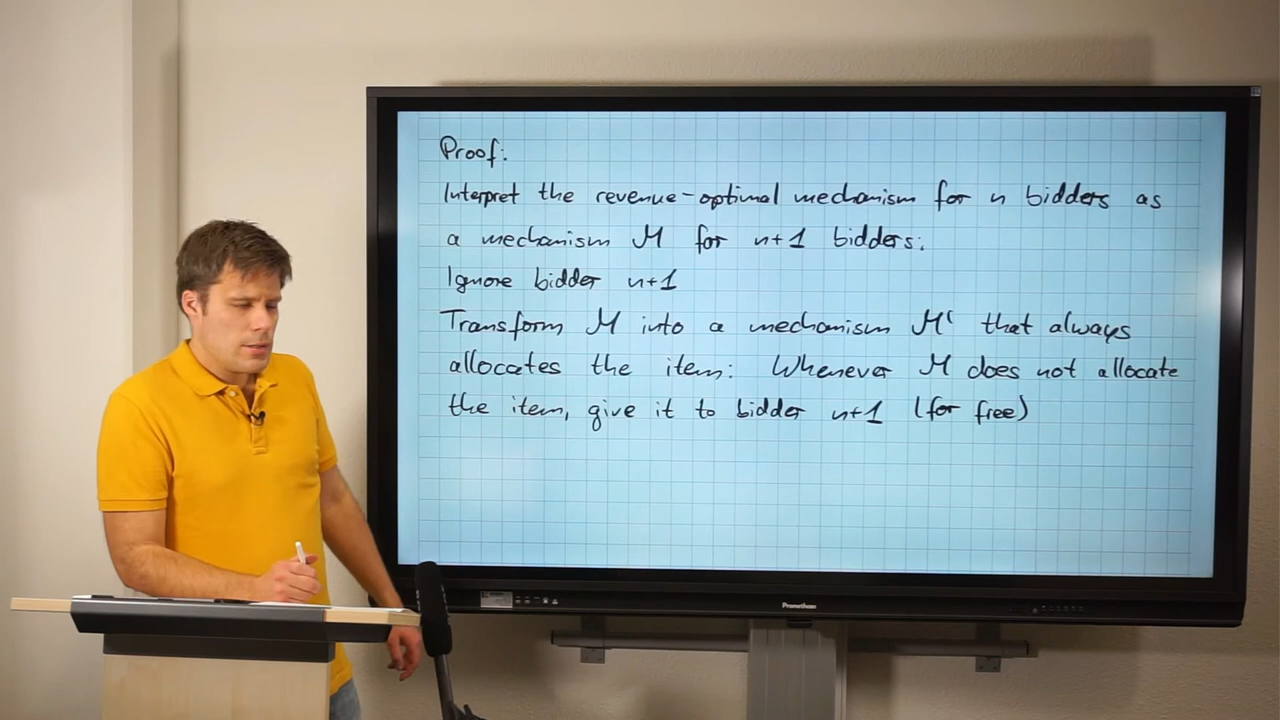 Proof:
Interpret the revenue-optimal mechanism for n bidders as
a mechanism M for n+1 bidders:
Ignore bidder n+1
Transform M into a mechanism M' that always
allocates the item: Whenever M does not allocate
the item, give it to bidder n+1 (for free)
Promethean